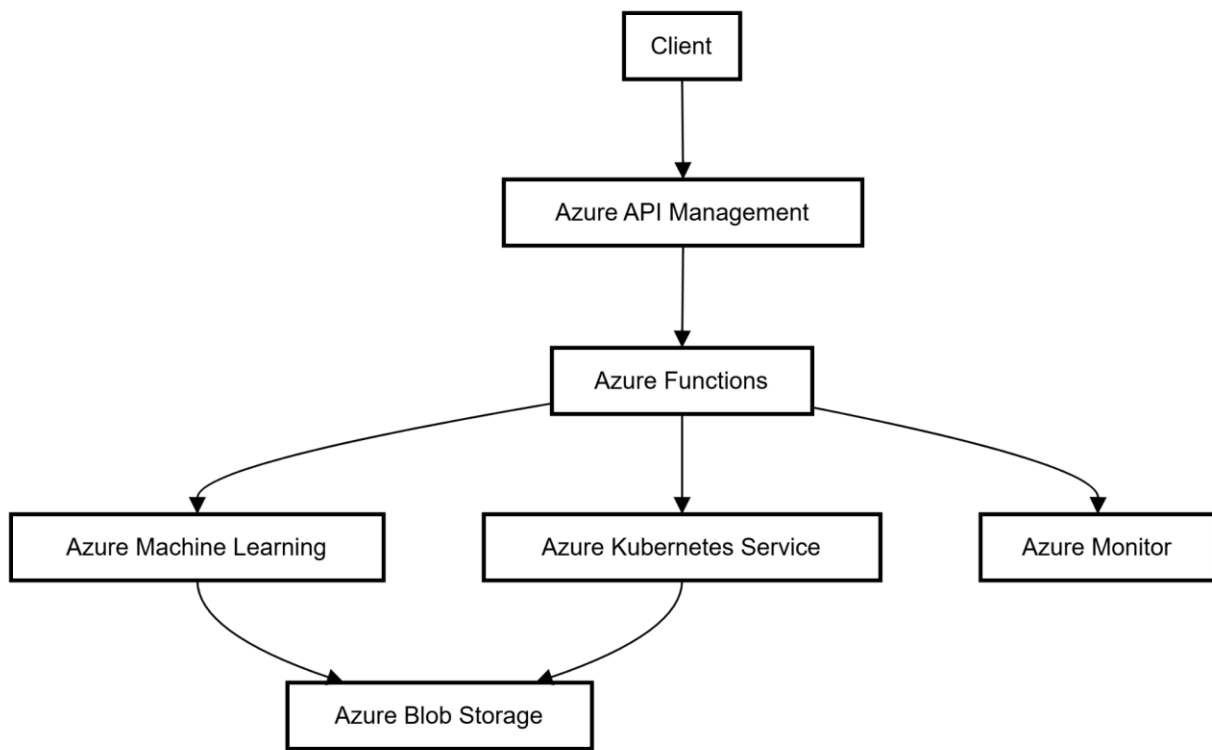 Client
Azure API Management
Azure Functions
Azure Machine Learning
Azure Kubernetes Service
Azure Monitor
Azure Blob Storage